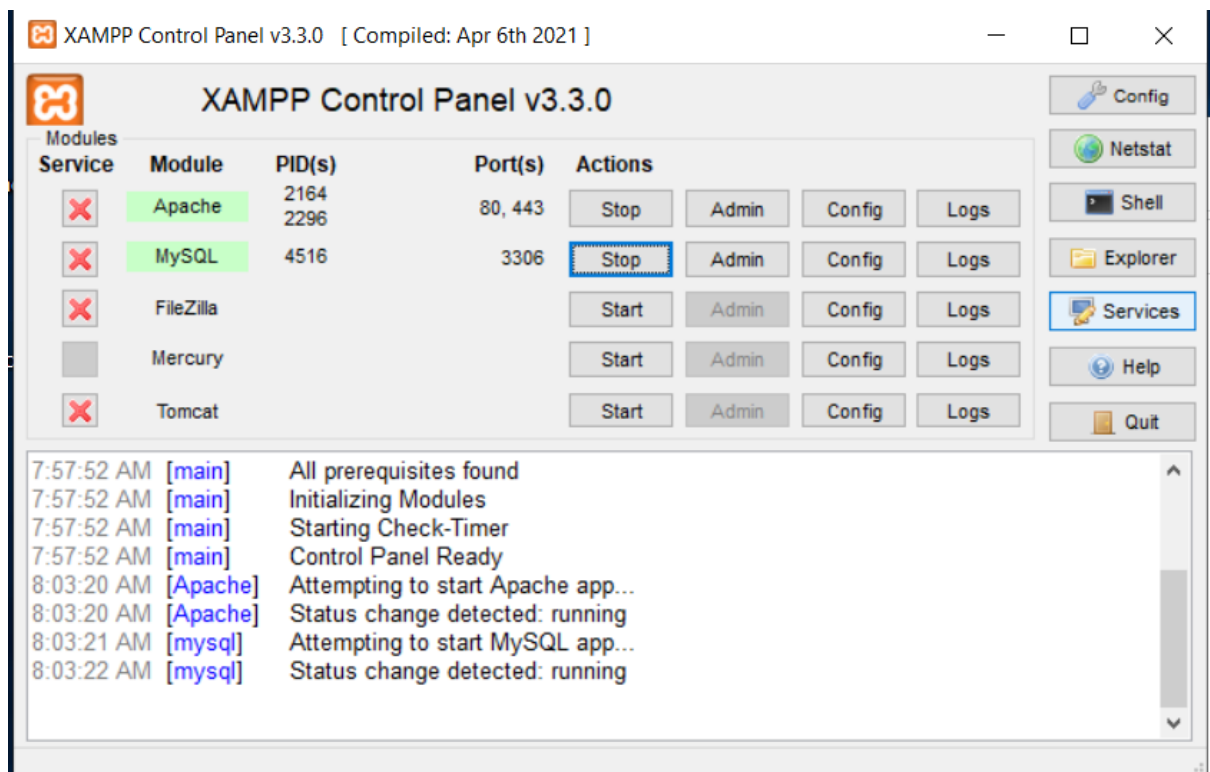 XAMPP Control Panel v3.3.0 [ Compiled: Apr 6th 2021 ]
XAMPP Control Panel v3.3.0
Config
Modules
Service Module PID(s) Port(s) Actions
Netstat
Apache 2164 2296 80, 443 Stop Admin Config Logs
Shell
MySQL 4516 3306 Stop Admin Config Logs
Explorer
FileZilla Start Admin Config Logs
Services
Mercury Start Admin Config Logs
Help
Tomcat Start Admin Config Logs
Quit
7:57:52 AM [main] All prerequisites found
7:57:52 AM [main] Initializing Modules
7:57:52 AM [main] Starting Check-Timer
7:57:52 AM [main] Control Panel Ready
8:03:20 AM [Apache] Attempting to start Apache app...
8:03:20 AM [Apache] Status change detected: running
8:03:21 AM [mysql] Attempting to start MySQL app...
8:03:22 AM [mysql] Status change detected: running